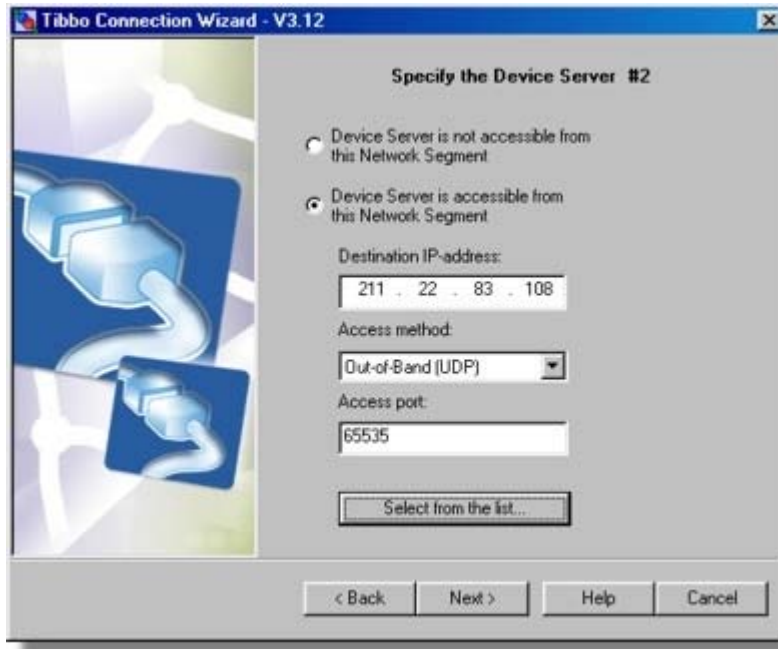 Tibbo Connection Wizard - V3.12
Specify the Device Server #2
Device Server is not accessible from
this Network Segment
Device Server is accessible from
this Network Segment
Destination IP-address:
211 . 22 . 83 . 108
Access method:
Out-of-Band (UDP)
Access port:
65535
Select from the list...
< Back
Next >
Help
Cancel